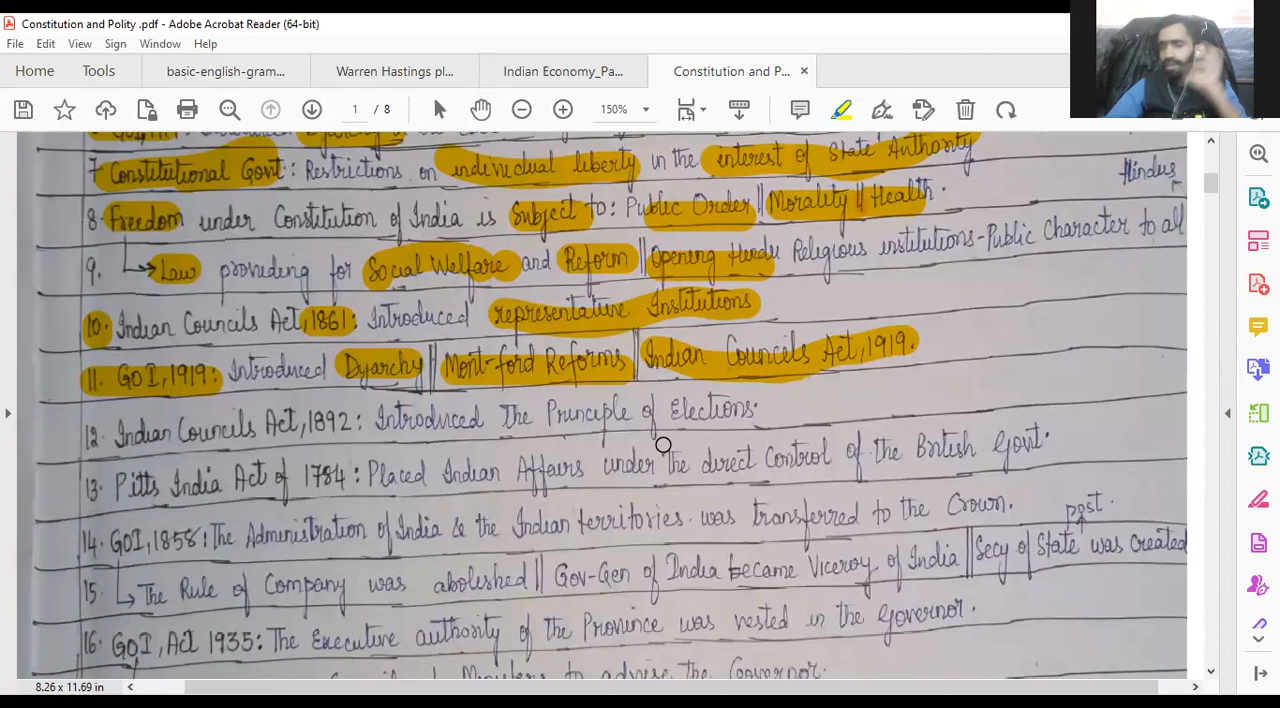 Constitution and Polity .pdf - Adobe Acrobat Reader (64-bit)
File Edit View Sign Window Help
Home Tools basic-english-gram... Warren Hastings pl... Indian Economy_Pa... Constitution and P... ×
1 / 8 150%
7 Constitutional Govt: Restrictions on individual liberty in the interest of State Authority
8. Freedom under Constitution of India is Subject to: Public Order || Morality || Health.
Hindus
9. Law providing for Social Welfare and Reform || Opening Hindu Religious institutions-Public Character to all
10. Indian Councils Act, 1861: Introduced representative Institutions
11. GOI, 1919: Introduced Dyarchy || Mont-ford Reforms || Indian Councils Act, 1919.
12. Indian Councils Act, 1892: Introduced the Principle of Elections.
13. Pitts India Act of 1784: Placed Indian Affairs under the direct Control of the British Govt.
14. GOI, 1858: The Administration of India & the Indian territories was transferred to the Crown.
post.
15. The Rule of Company was aboleshed || Gov-Gen of India became Viceroy of India || Secy of State was created
16. GOI, Act 1935: The Executive authority of the Province was vested in the Governor.
Ministers to advise the Governor.
8.26 x 11.69 in